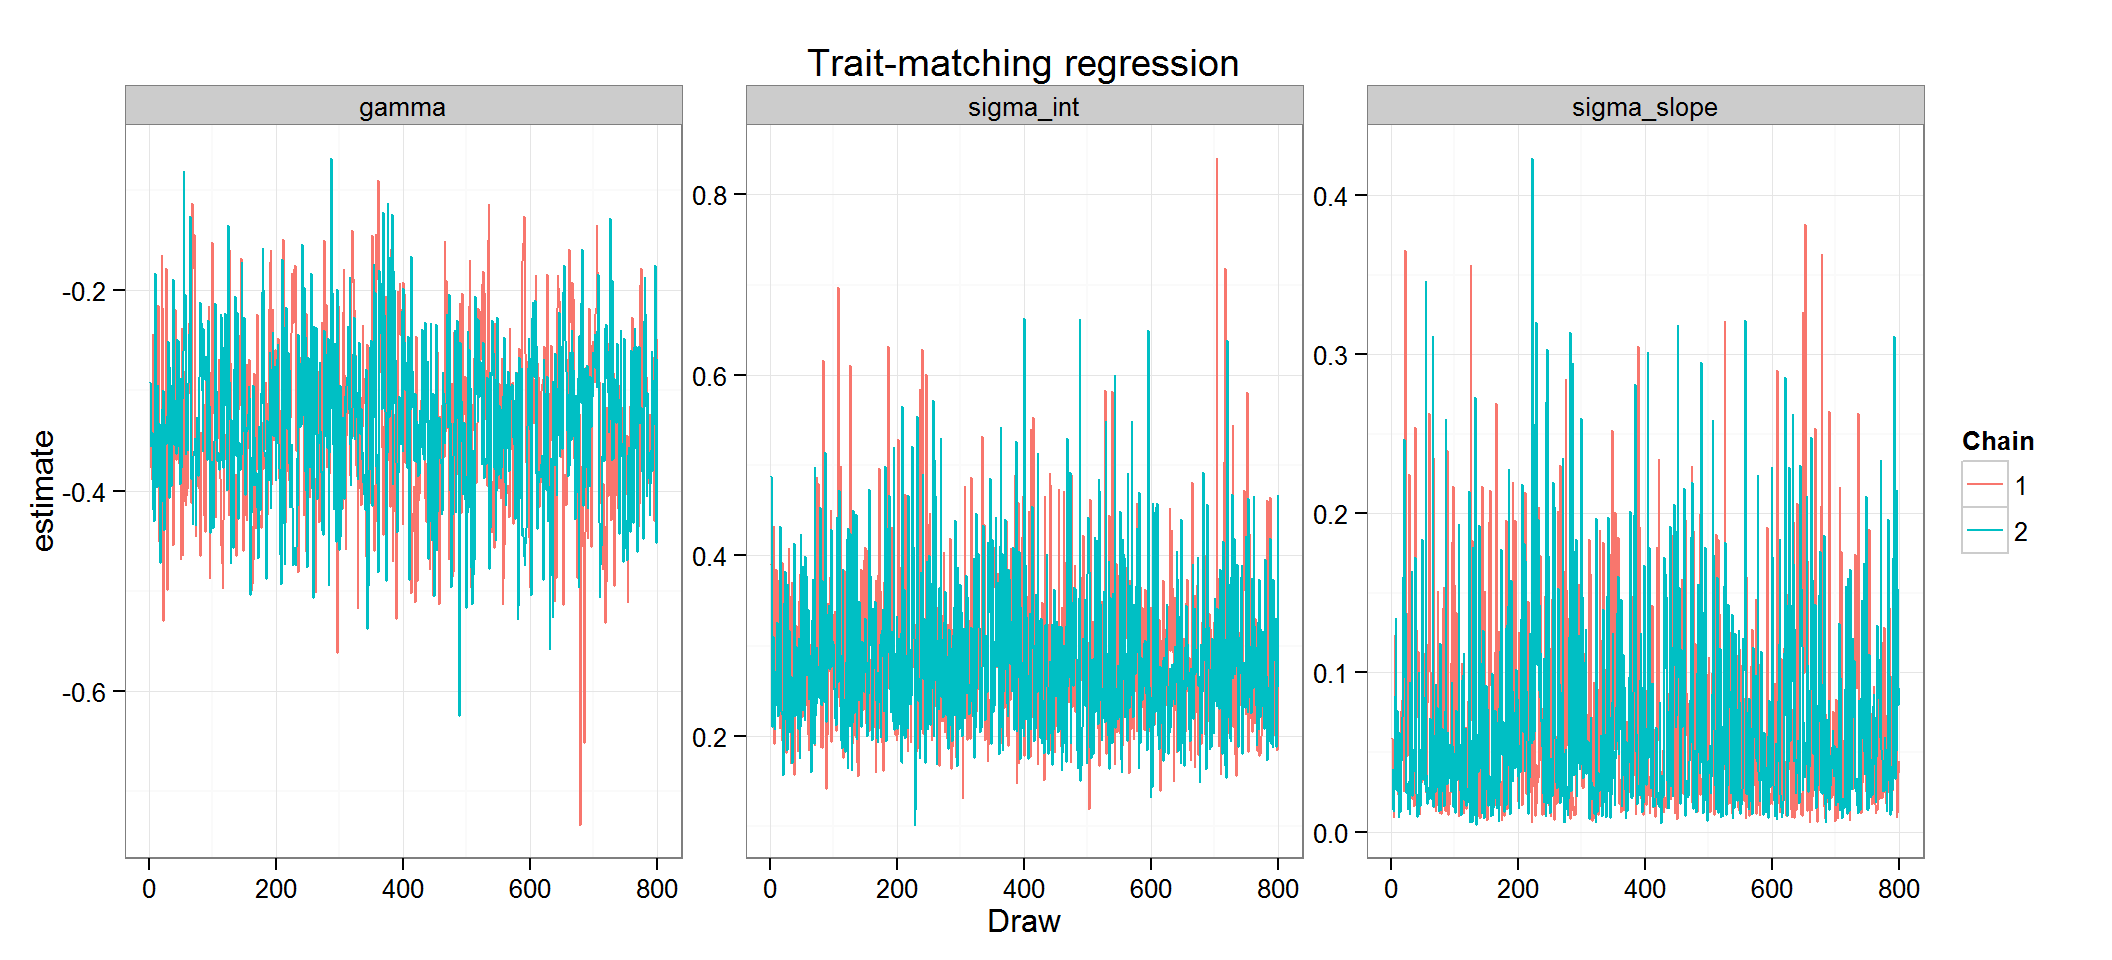 Trait-matching regression
gamma
sigma_int
sigma_slope
estimate
-0.2
-0.4
-0.6
0.8
0.6
0.4
0.2
0.4
0.3
0.2
0.1
0.0
0 200 400 600 800
0 200 400 600 800
0 200 400 600 800
Draw
Chain
1
2